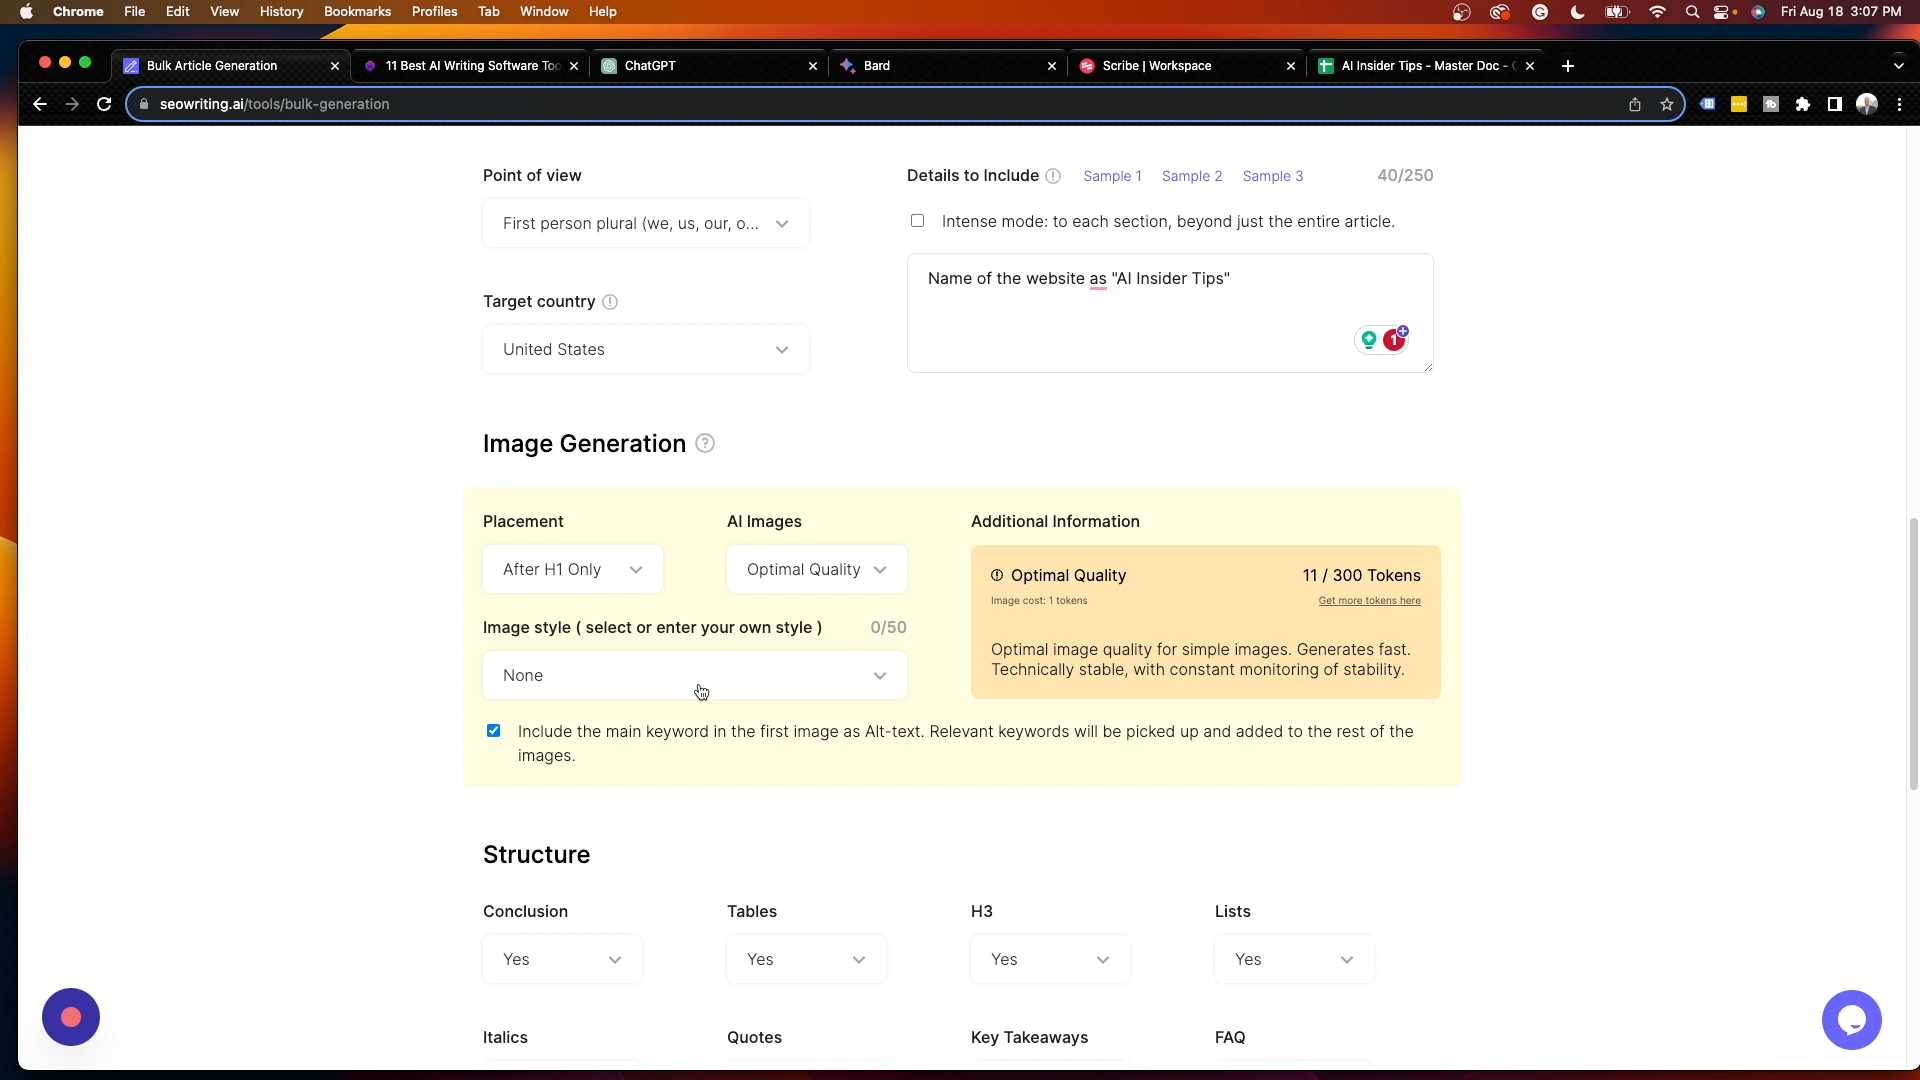 Chrome File Edit View History Bookmarks Profiles Tab Window Help Fri Aug 18 3:07 PM
Bulk Article Generation 11 Best AI Writing Software Too ChatGPT Bard Scribe | Workspace AI Insider Tips - Master Doc -
seowriting.ai/tools/bulk-generation
Point of view Details to Include Sample 1 Sample 2 Sample 3 40/250
First person plural (we, us, our, o... Intense mode: to each section, beyond just the entire article.
Name of the website as "AI Insider Tips"
Target country
United States 1
Image Generation
Placement AI Images Additional Information
After H1 Only Optimal Quality Optimal Quality 11 / 300 Tokens
Image cost: 1 tokens Get more tokens here
Image style ( select or enter your own style ) 0/50
Optimal image quality for simple images. Generates fast.
None Technically stable, with constant monitoring of stability.
Include the main keyword in the first image as Alt-text. Relevant keywords will be picked up and added to the rest of the
images.
Structure
Conclusion Tables H3 Lists
Yes Yes Yes Yes
Italics Quotes Key Takeaways FAQ